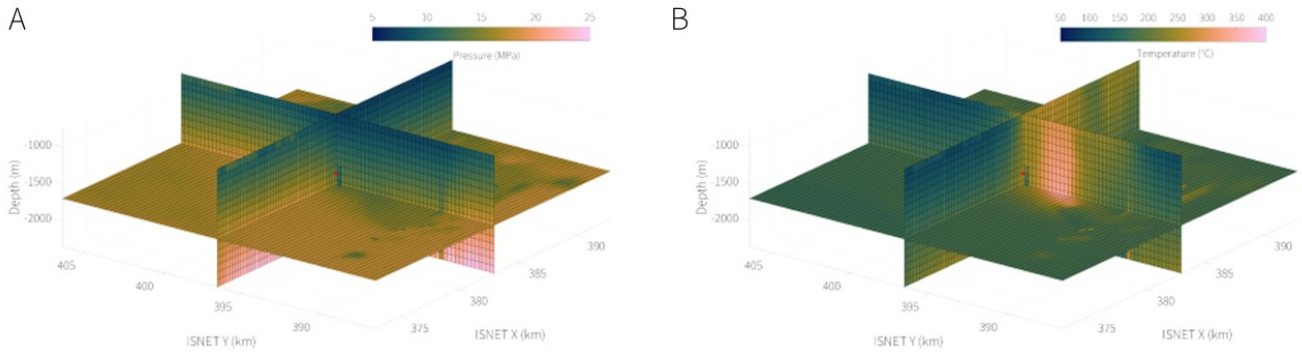 A
5 10 15 20 25
Pressure (MPa)
-1000
-1500
-2000
Depth (m)
405
400
395
390
ISNET Y (km)
375
380
385
390
ISNET X (km)
B
50 100 150 200 250 300 350 400
Temperature (°C)
-1000
-1500
-2000
Depth (m)
405
400
395
390
ISNET Y (km)
375
380
385
390
ISNET X (km)